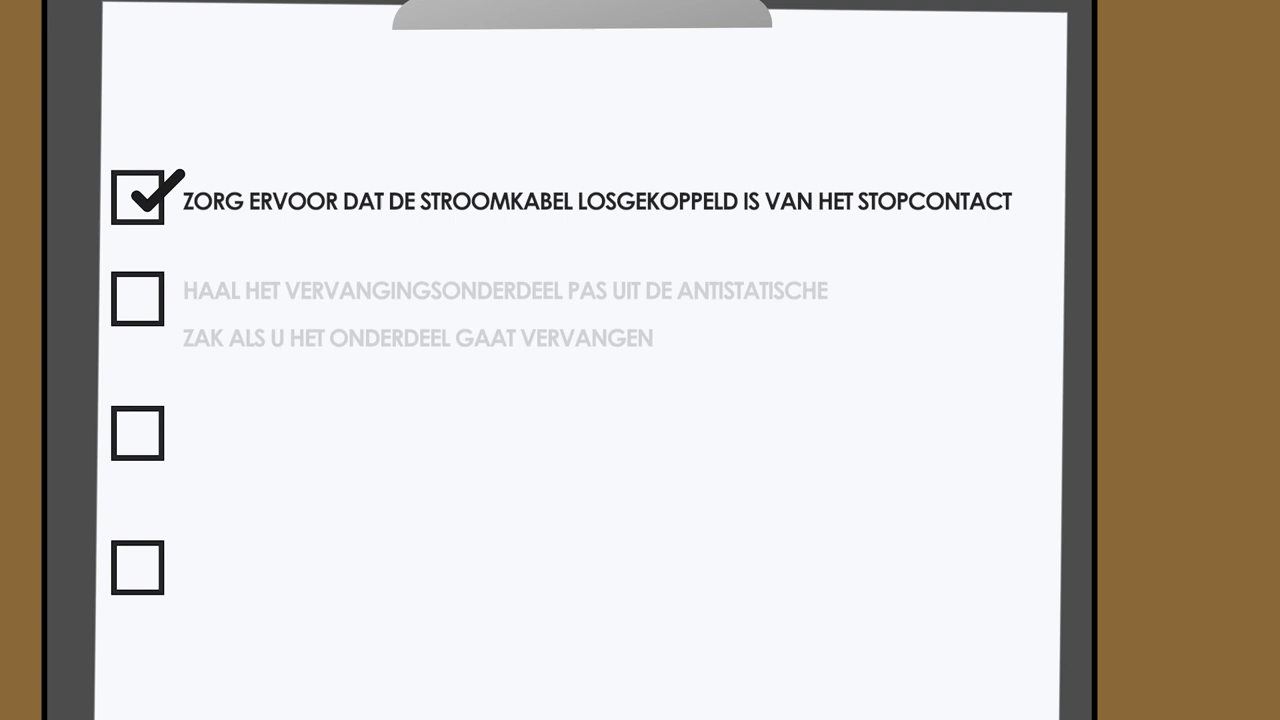 ZORG ERVOOR DAT DE STROOMKABEL LOSGEKOPPELD IS VAN HET STOPCONTACT
HAAL HET VERVANGINGSONDERDEEL PAS UIT DE ANTISTATISCHE
ZAK ALS U HET ONDERDEEL GAAT VERVANGEN